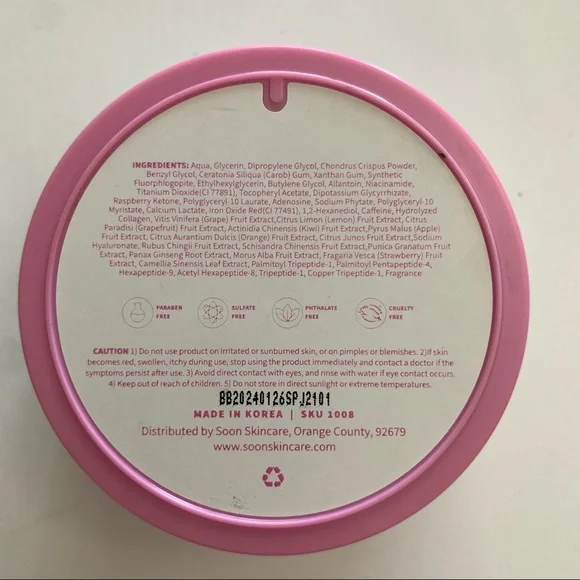 INGREDIENTS: Aqua, Glycerin, Dipropylene Glycol, Chondrus Crispus Powder,
Benzyl Glycol, Ceratonia Siliqua (Carob) Gum, Xanthan Gum, Synthetic
Fluorphlogopite, Ethylhexylglycerin, Butylene Glycol, Allantoin, Niacinamide,
Titanium Dioxide(CI 77891), Tocopheryl Acetate, Dipotassium Glycyrrhizate,
Raspberry Ketone, Polyglyceryl-10 Laurate, Adenosine, Sodium Phytate, Polyglyceryl-10
Myristate, Calcium Lactate, Iron Oxide Red(CI 77491), 1,2-Hexanediol, Caffeine, Hydrolyzed
Collagen, Vitis Vinifera (Grape) Fruit Extract,Citrus Limon (Lemon) Fruit Extract, Citrus
Paradisi (Grapefruit) Fruit Extract, Actinidia Chinensis (Kiwi) Fruit Extract,Pyrus Malus (Apple)
Fruit Extract, Citrus Aurantium Dulcis (Orange) Fruit Extract, Citrus Junos Fruit Extract,Sodium
Hyaluronate, Rubus Chingii Fruit Extract, Schisandra Chinensis Fruit Extract,Punica Granatum Fruit
Extract, Panax Ginseng Root Extract, Morus Alba Fruit Extract, Fragaria Vesca (Strawberry) Fruit
Extract, Camellia Sinensis Leaf Extract, Palmitoyl Tripeptide-1, Palmitoyl Pentapeptide-4,
Hexapeptide-9, Acetyl Hexapeptide-8, Tripeptide-1, Copper Tripeptide-1, Fragrance
PARABEN FREE
SULFATE FREE
PHTHALATE FREE
CRUELTY FREE
CAUTION 1) Do not use product on irritated or sunburned skin, or on pimples or blemishes. 2)If skin
becomes red, swollen, itchy during use, stop using the product immediately and contact a doctor if the
symptoms persist after use. 3) Avoid direct contact with eyes, and rinse with water if eye contact occurs.
4) Keep out of reach of children. 5) Do not store in direct sunlight or extreme temperatures.
BB20240126SPJ2101
MADE IN KOREA | SKU 1008
Distributed by Soon Skincare, Orange County, 92679
www.soonskincare.com